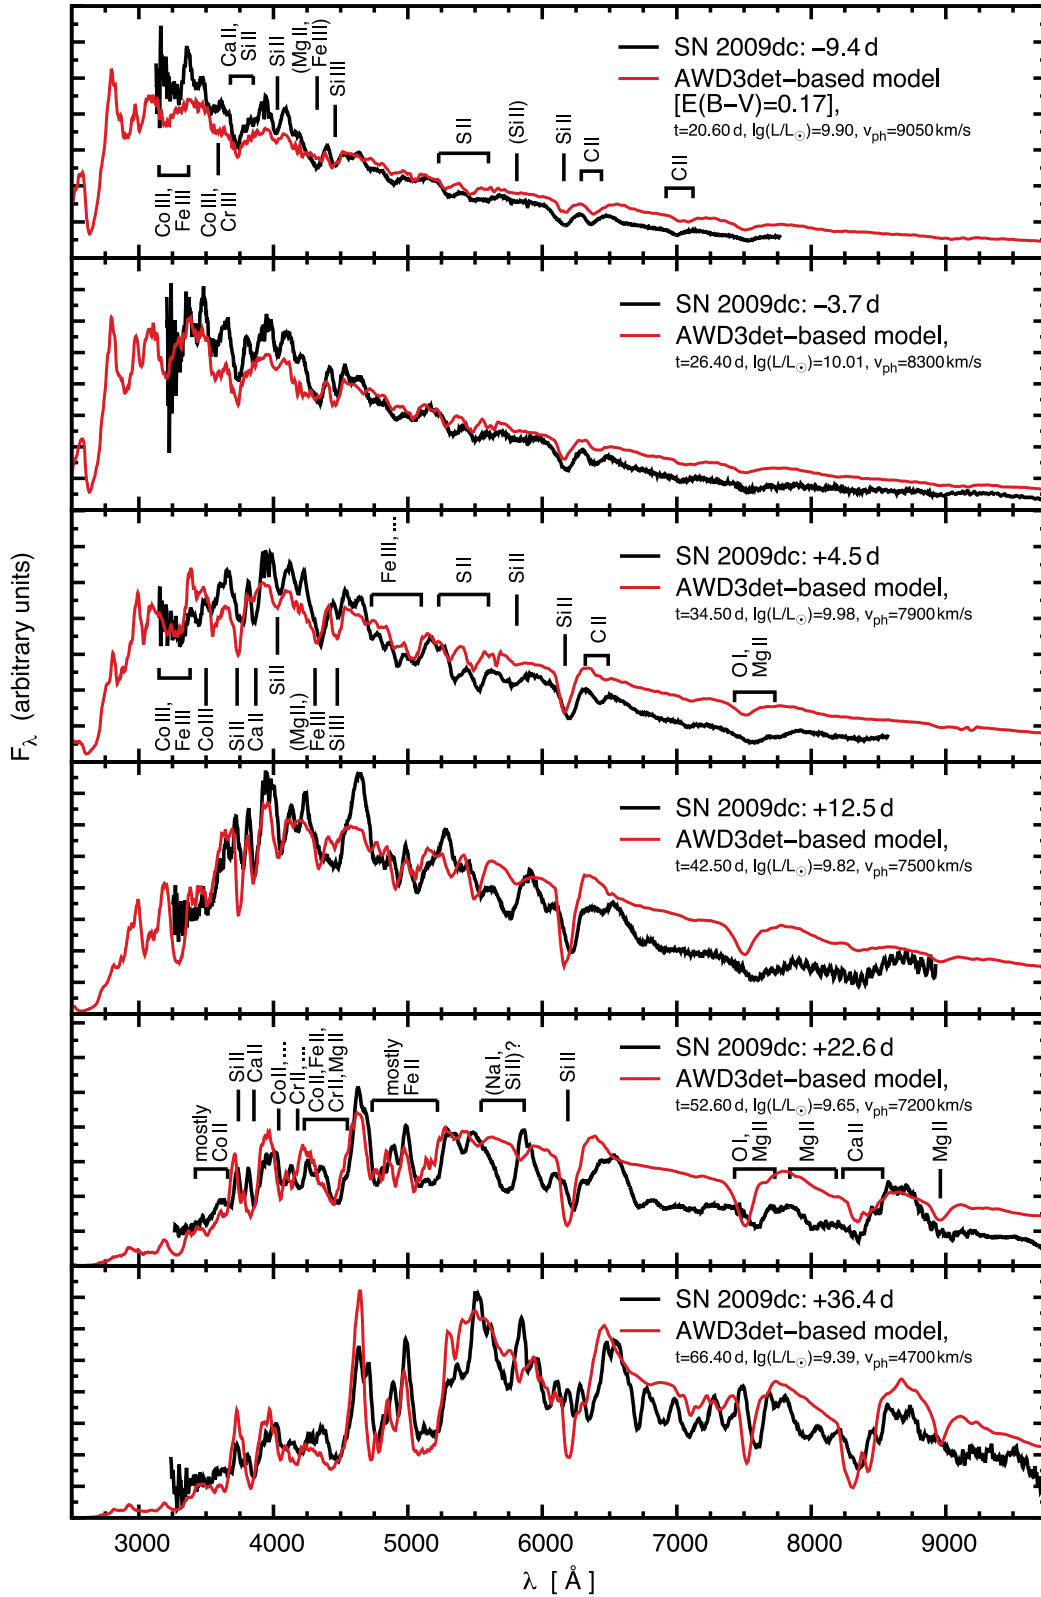 SN 2009dc: −9.4 d
AWD3det−based model
[E(B−V)=0.17],
t=20.60 d, lg(L/L☉)=9.90, vph=9050 km/s
Ca II,
Si II
Si II
(Mg II,
Fe III)
Si III
S II
(Si II)
Si II
C II
C II
Co III,
Fe III
Co III,
Cr III
SN 2009dc: −3.7 d
AWD3det−based model,
t=26.40 d, lg(L/L☉)=10.01, vph=8300 km/s
SN 2009dc: +4.5 d
AWD3det−based model,
t=34.50 d, lg(L/L☉)=9.98, vph=7900 km/s
Fe III, ....
S II
Si II
Si II
C II
O I,
Mg II
Co III,
Fe III
Co III
Si II
Ca II
Si II
(Mg II,)
Fe III
Si III
SN 2009dc: +12.5 d
AWD3det−based model,
t=42.50 d, lg(L/L☉)=9.82, vph=7500 km/s
SN 2009dc: +22.6 d
AWD3det−based model,
t=52.60 d, lg(L/L☉)=9.65, vph=7200 km/s
mostly
Co II
Si II
Ca II
Co II, ....
Cr II, ....
Co II, Fe II,
Cr II, Mg II
mostly
Fe II
(Na I,
Si II)?
Si II
O I,
Mg II
Mg II
Ca II
Mg II
SN 2009dc: +36.4 d
AWD3det−based model,
t=66.40 d, lg(L/L☉)=9.39, vph=4700 km/s
Fλ (arbitrary units)
3000 4000 5000 6000 7000 8000 9000
λ [ Å ]